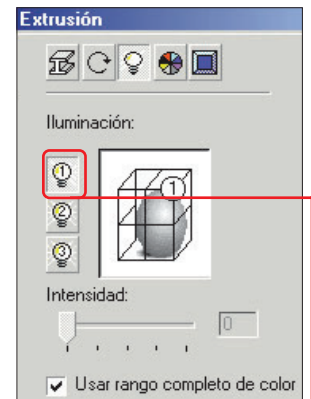 Extrusión
Iluminación:
1
1
2
3
Intensidad:
0
Usar rango completo de color